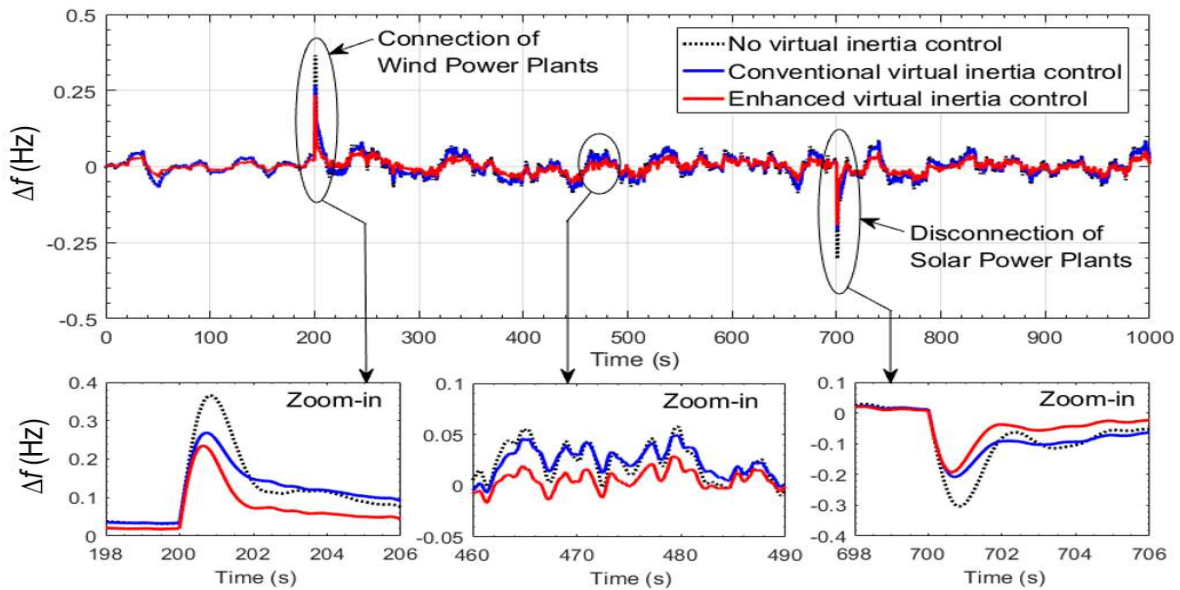 0.5
0.25
0
-0.25
-0.5
Δf (Hz)
Connection of
Wind Power Plants
No virtual inertia control
Conventional virtual inertia control
Enhanced virtual inertia control
Disconnection of
Solar Power Plants
0 100 200 300 400 500 600 700 800 900 1000
Time (s)
Δf (Hz)
0.4
0.3
0.2
0.1
0
Zoom-in
198 200 202 204 206
Time (s)
0.1
0.05
0
-0.05
Zoom-in
460 470 480 490
Time (s)
0.1
0
-0.1
-0.2
-0.3
-0.4
Zoom-in
698 700 702 704 706
Time (s)